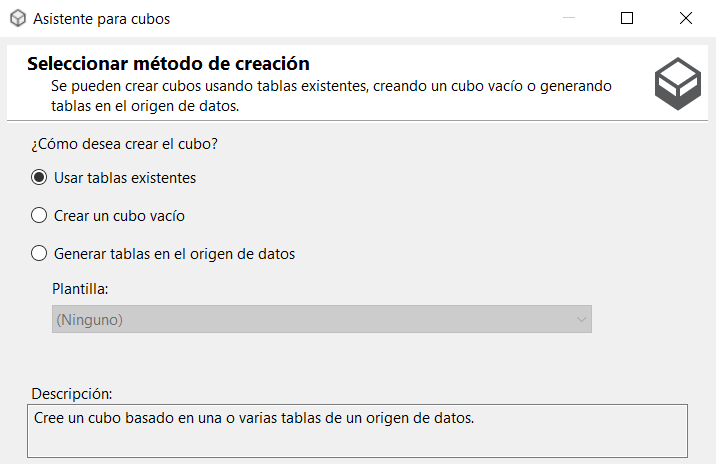 Asistente para cubos
Seleccionar método de creación
Se pueden crear cubos usando tablas existentes, creando un cubo vacío o generando
tablas en el origen de datos.
¿Cómo desea crear el cubo?
Usar tablas existentes
Crear un cubo vacío
Generar tablas en el origen de datos
Plantilla:
(Ninguno)
Descripción:
Cree un cubo basado en una o varias tablas de un origen de datos.